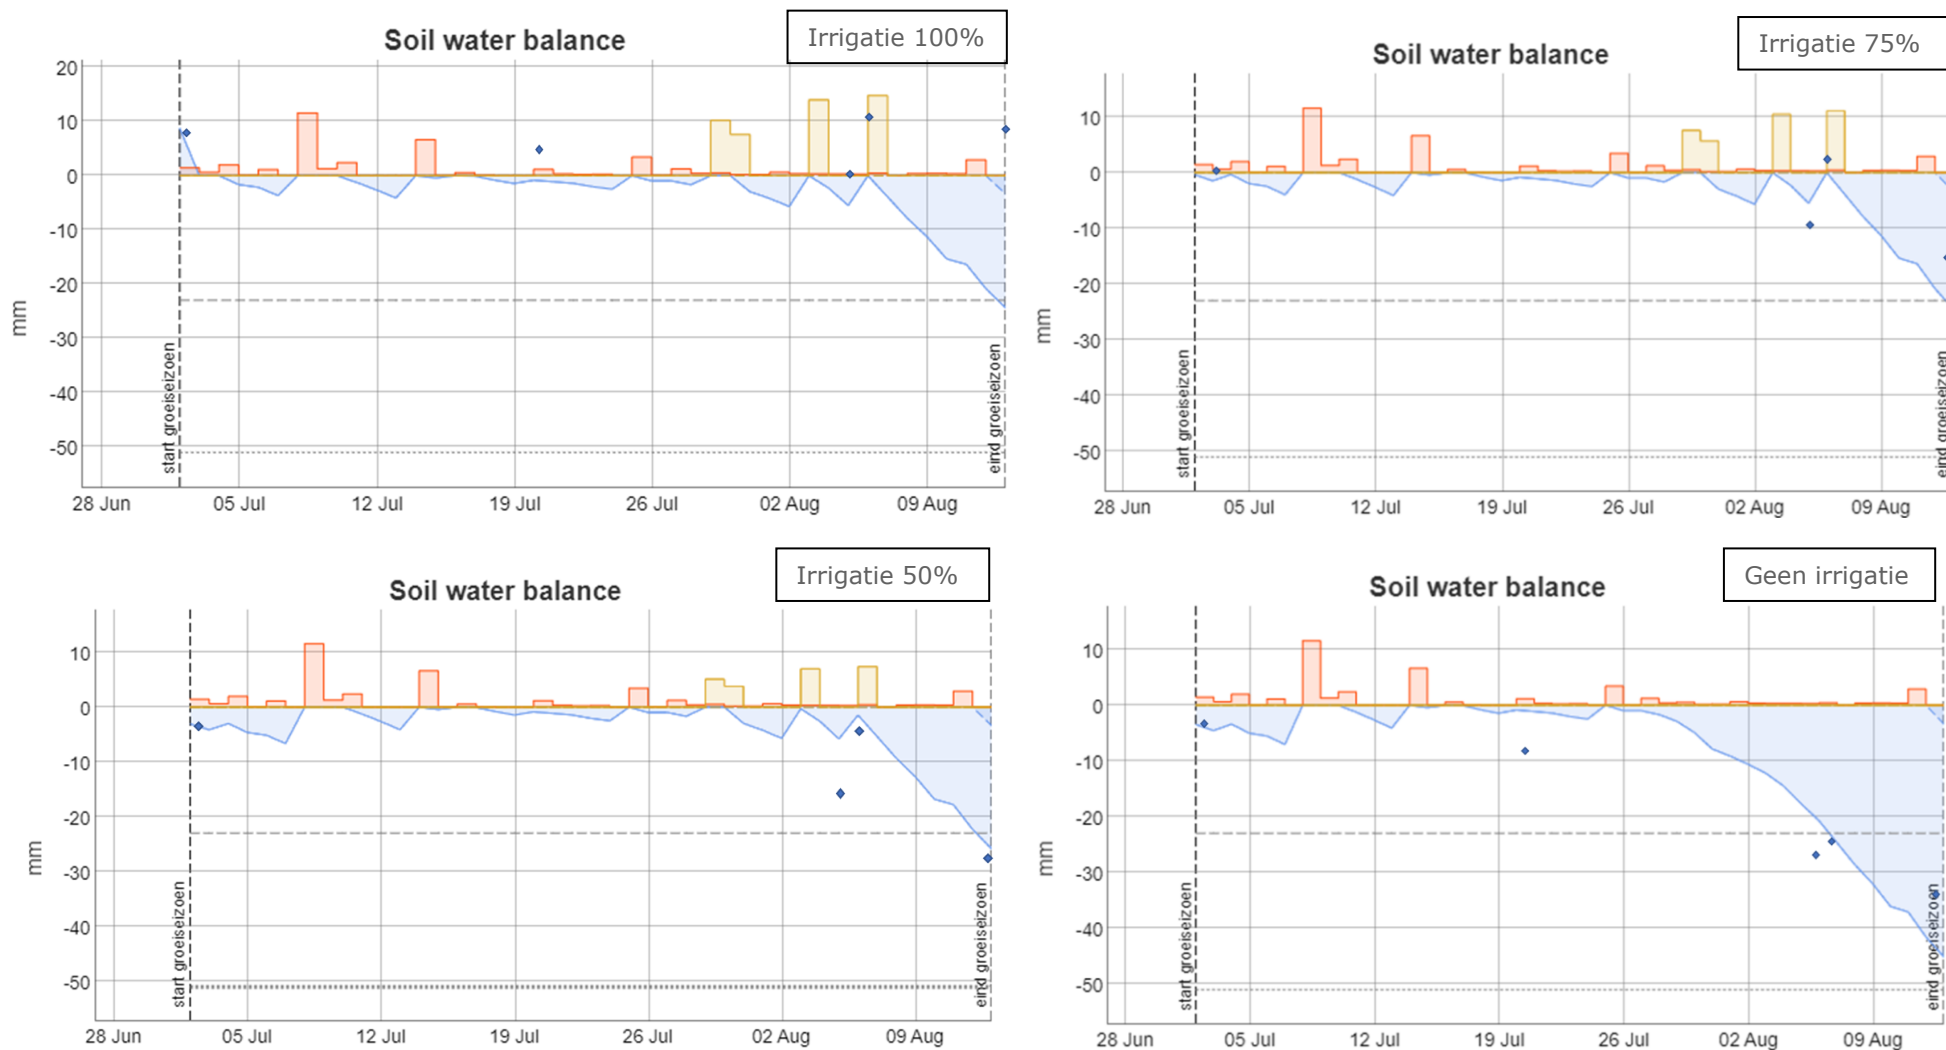 Soil water balance
Irrigatie 100%
20
10
0
-10
-20
-30
-40
-50
mm
start groeiseizoen
eind groeiseizoen
28 Jun 05 Jul 12 Jul 19 Jul 26 Jul 02 Aug 09 Aug
Soil water balance
Irrigatie 75%
10
0
-10
-20
-30
-40
-50
mm
start groeiseizoen
eind groeiseizoen
28 Jun 05 Jul 12 Jul 19 Jul 26 Jul 02 Aug 09 Aug
Soil water balance
Irrigatie 50%
10
0
-10
-20
-30
-40
-50
mm
start groeiseizoen
eind groeiseizoen
28 Jun 05 Jul 12 Jul 19 Jul 26 Jul 02 Aug 09 Aug
Soil water balance
Geen irrigatie
10
0
-10
-20
-30
-40
-50
mm
start groeiseizoen
eind groeiseizoen
28 Jun 05 Jul 12 Jul 19 Jul 26 Jul 02 Aug 09 Aug